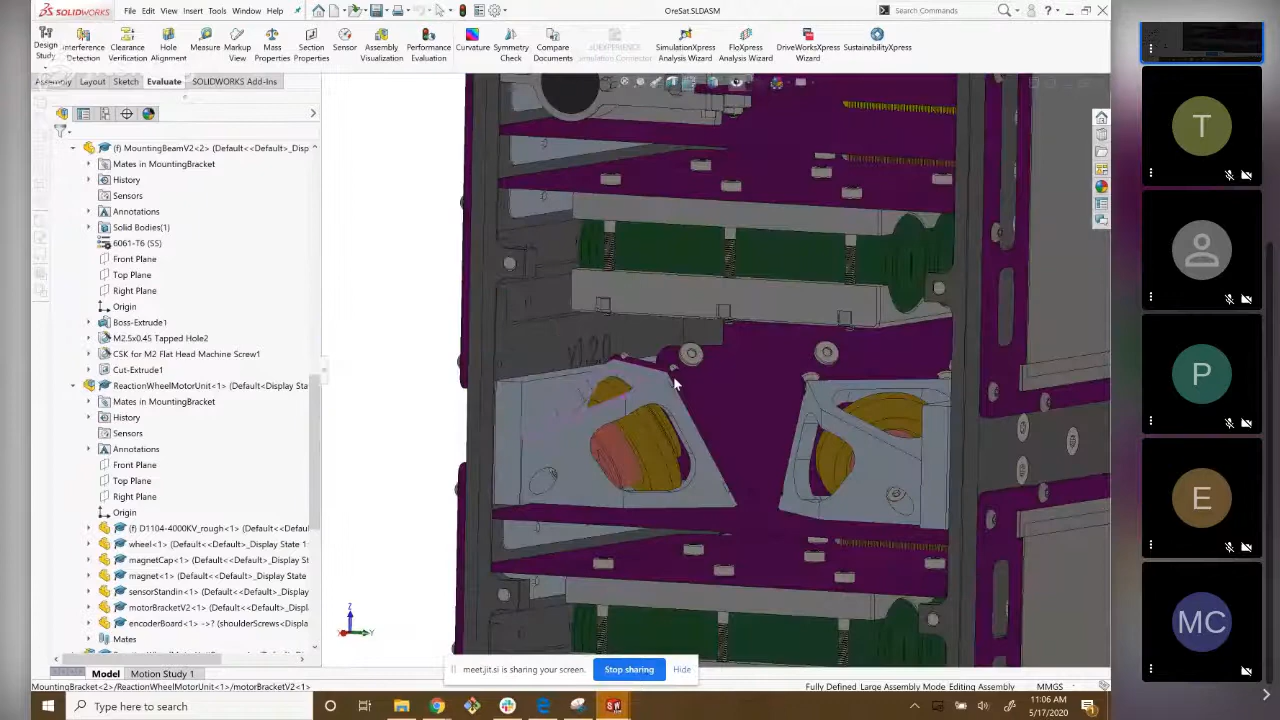 SOLIDWORKS File Edit View Insert Tools Window Help OreSat.SLDASM Search Commands
Design Study
Interference Detection
Clearance Verification
Hole Alignment
Measure
Markup View
Mass Properties
Section Properties
Sensor
Assembly Visualization
Performance Evaluation
Curvature
Symmetry Check
Compare Documents
3DEXPERIENCE Simulation Connector
SimulationXpress Analysis Wizard
FloXpress Analysis Wizard
DriveWorksXpress Wizard
SustainabilityXpress
Assembly Layout Sketch Evaluate SOLIDWORKS Add-Ins
(f) MountingBeamV2<2> (Default<<Default>_Disp
Mates in MountingBracket
History
Sensors
Annotations
Solid Bodies(1)
6061-T6 (SS)
Front Plane
Top Plane
Right Plane
Origin
Boss-Extrude1
M2.5x0.45 Tapped Hole2
CSK for M2 Flat Head Machine Screw1
Cut-Extrude1
ReactionWheelMotorUnit<1> (Default<Display Sta
Mates in MountingBracket
History
Sensors
Annotations
Front Plane
Top Plane
Right Plane
Origin
(f) D1104-4000KV_rough<1> (Default<<Defaul
wheel<1> (Default<<Default>_Display State 1
magnetCap<1> (Default<<Default>_Display
magnet<1> (Default<<Default>_Display State
sensorStandin<1> (Default<<Default>_Display
motorBracketV2<1> (Default<<Default>_Displ
encoderBoard<1> ->? (shoulderScrews<Displa
Mates
Z
X Y
T
P
E
MC
Model Motion Study 1
meet.jit.si is sharing your screen. Stop sharing Hide
MountingBracket<2>/ReactionWheelMotorUnit<1>/motorBracketV2<1> Fully Defined Large Assembly Mode Editing Assembly MMGS
Type here to search
11:06 AM
5/17/2020